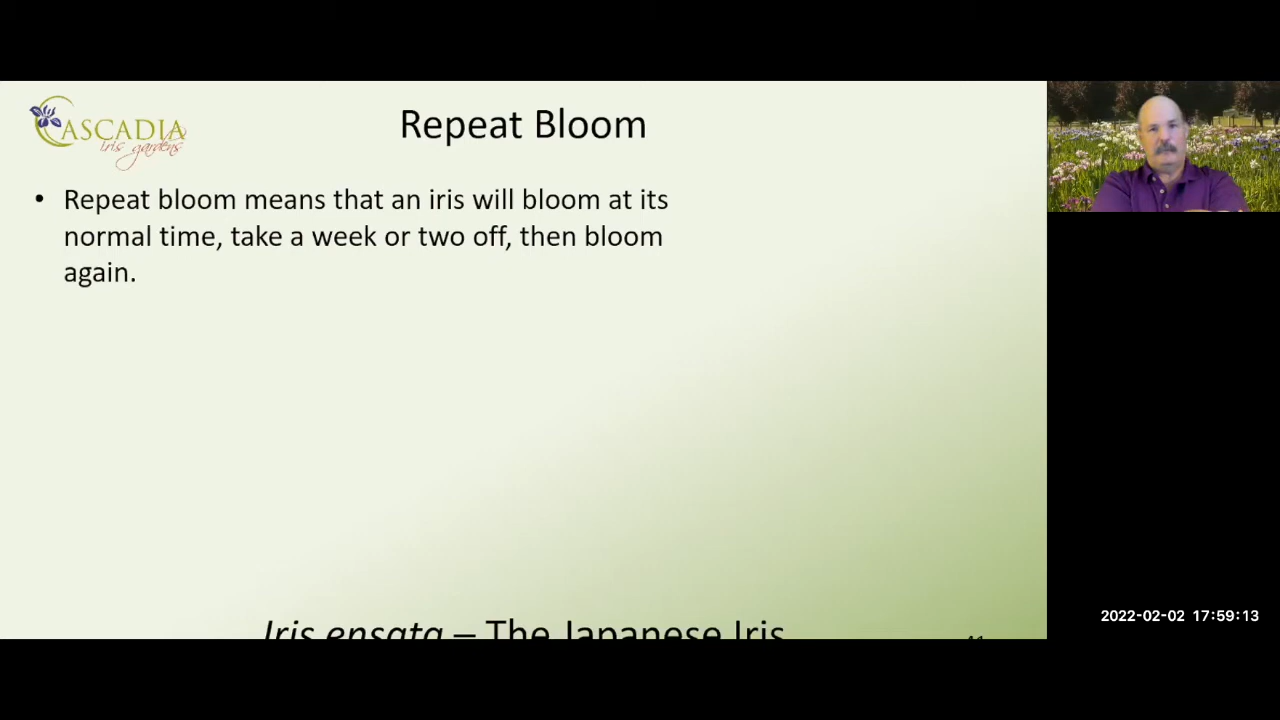 CASCADIA
iris gardens
Repeat Bloom
• Repeat bloom means that an iris will bloom at its
normal time, take a week or two off, then bloom
again.
Iris ensata – The Japanese Iris
2022-02-02 17:59:13